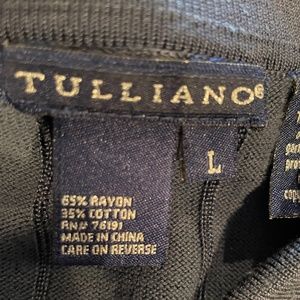 TULLIANO®
L
65% RAYON
35% COTTON
RN# 76191
MADE IN CHINA
CARE ON REVERSE